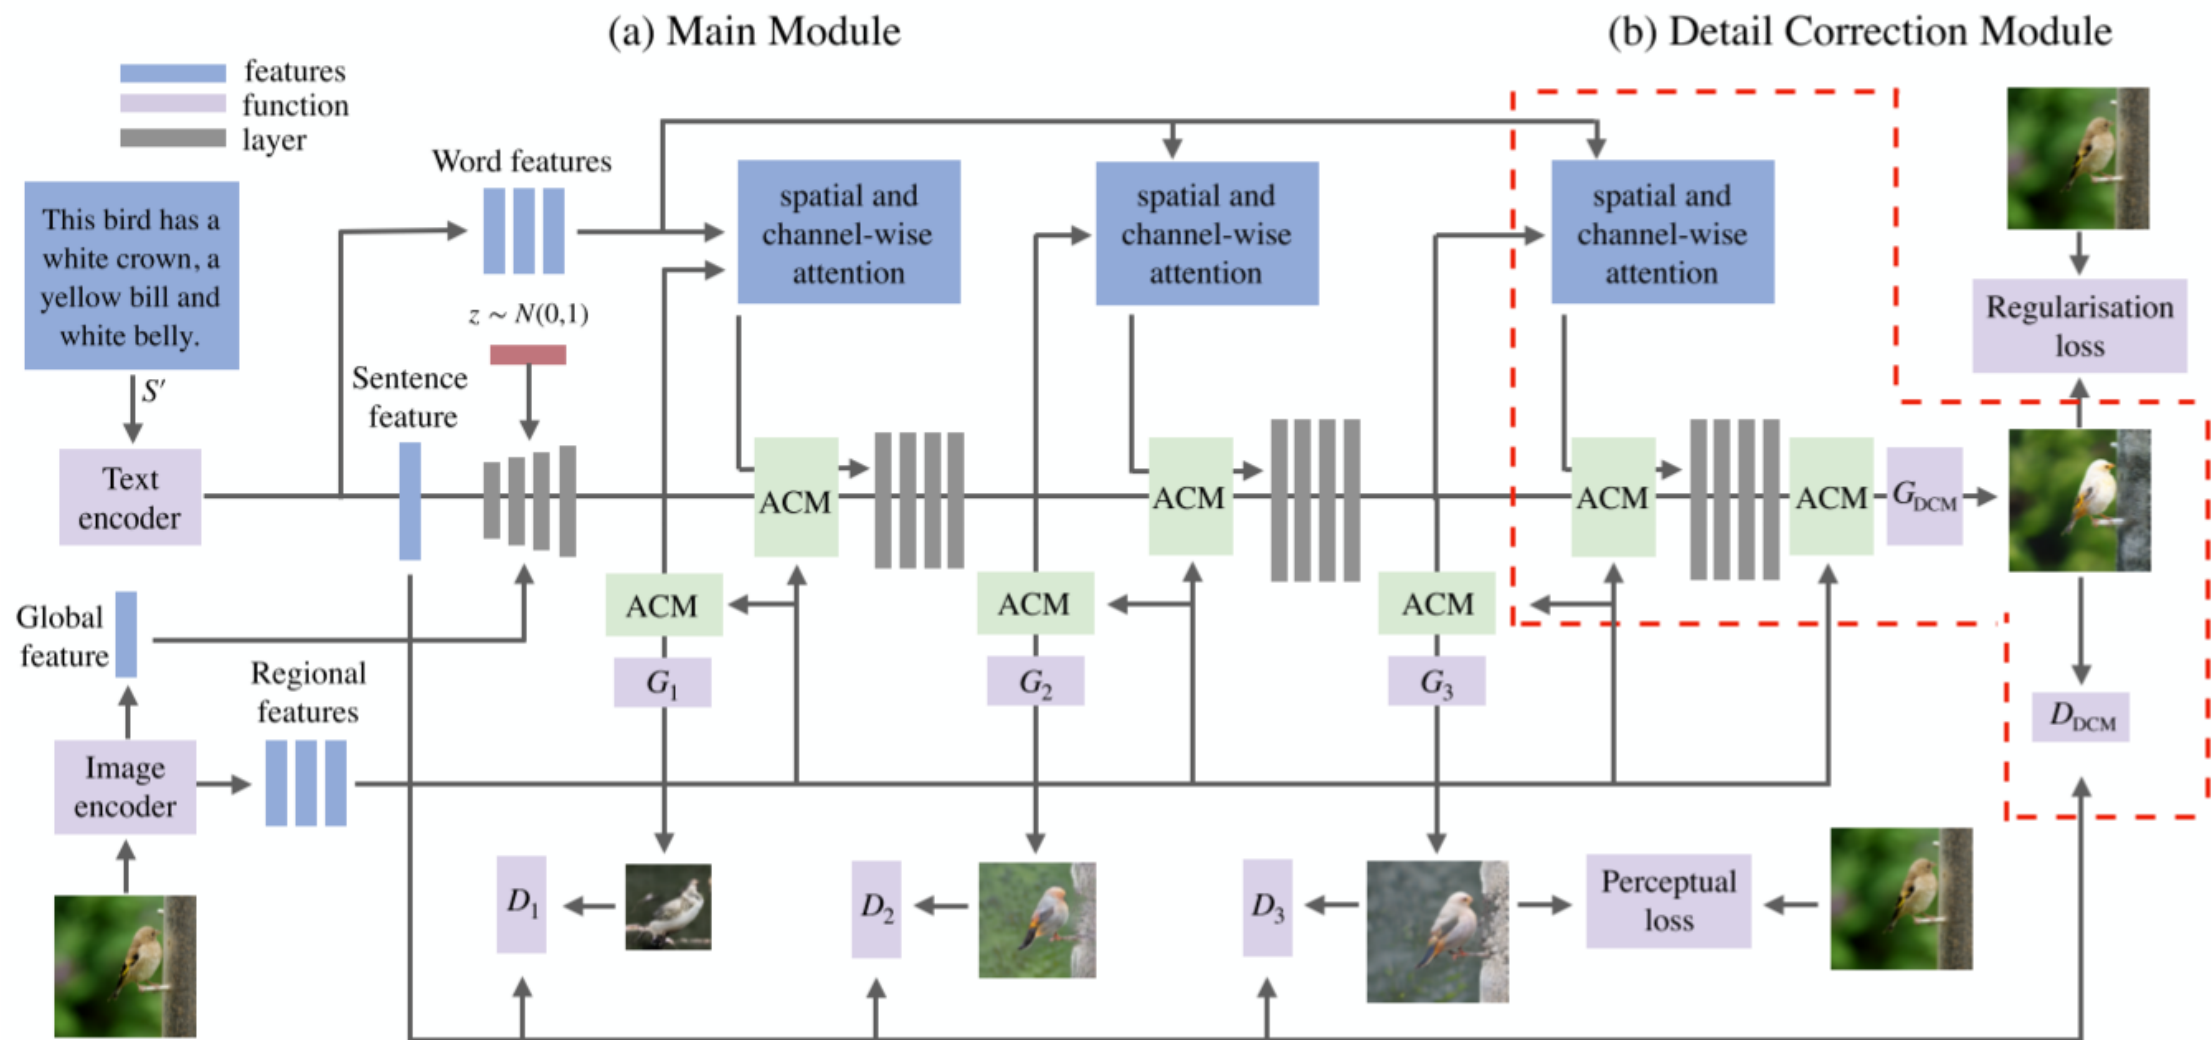 (a) Main Module
(b) Detail Correction Module
features
function
layer
Word features
This bird has a
white crown, a
yellow bill and
white belly.
S′
z ∼ N(0,1)
Sentence
feature
Text
encoder
spatial and
channel-wise
attention
spatial and
channel-wise
attention
spatial and
channel-wise
attention
Regularisation
loss
ACM
ACM
ACM
ACM
G_DCM
ACM
ACM
ACM
Global
feature
Regional
features
G₁
G₂
G₃
D_DCM
Image
encoder
D₁
D₂
D₃
Perceptual
loss